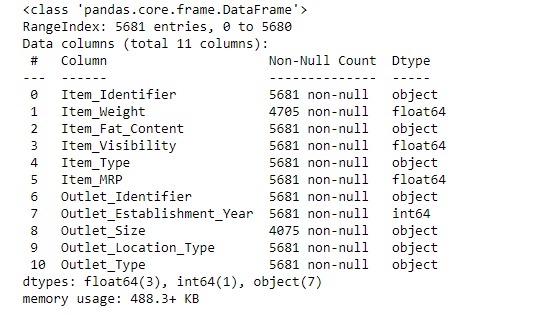 <class 'pandas.core.frame.DataFrame'>
RangeIndex: 5681 entries, 0 to 5680
Data columns (total 11 columns):
 #   Column                     Non-Null Count  Dtype
---  ------                     --------------  -----
 0   Item_Identifier            5681 non-null   object
 1   Item_Weight                4705 non-null   float64
 2   Item_Fat_Content           5681 non-null   object
 3   Item_Visibility            5681 non-null   float64
 4   Item_Type                  5681 non-null   object
 5   Item_MRP                   5681 non-null   float64
 6   Outlet_Identifier          5681 non-null   object
 7   Outlet_Establishment_Year  5681 non-null   int64
 8   Outlet_Size                4075 non-null   object
 9   Outlet_Location_Type       5681 non-null   object
 10  Outlet_Type                5681 non-null   object
dtypes: float64(3), int64(1), object(7)
memory usage: 488.3+ KB